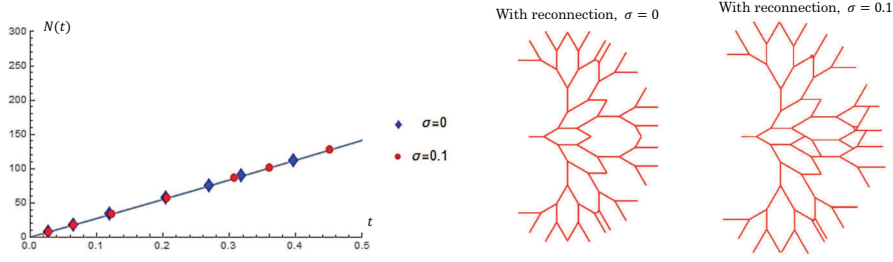 N(t)
300
250
200
150
100
50
0
0.0 0.1 0.2 0.3 0.4 0.5
t
σ=0
σ=0.1
With reconnection, σ = 0
With reconnection, σ = 0.1